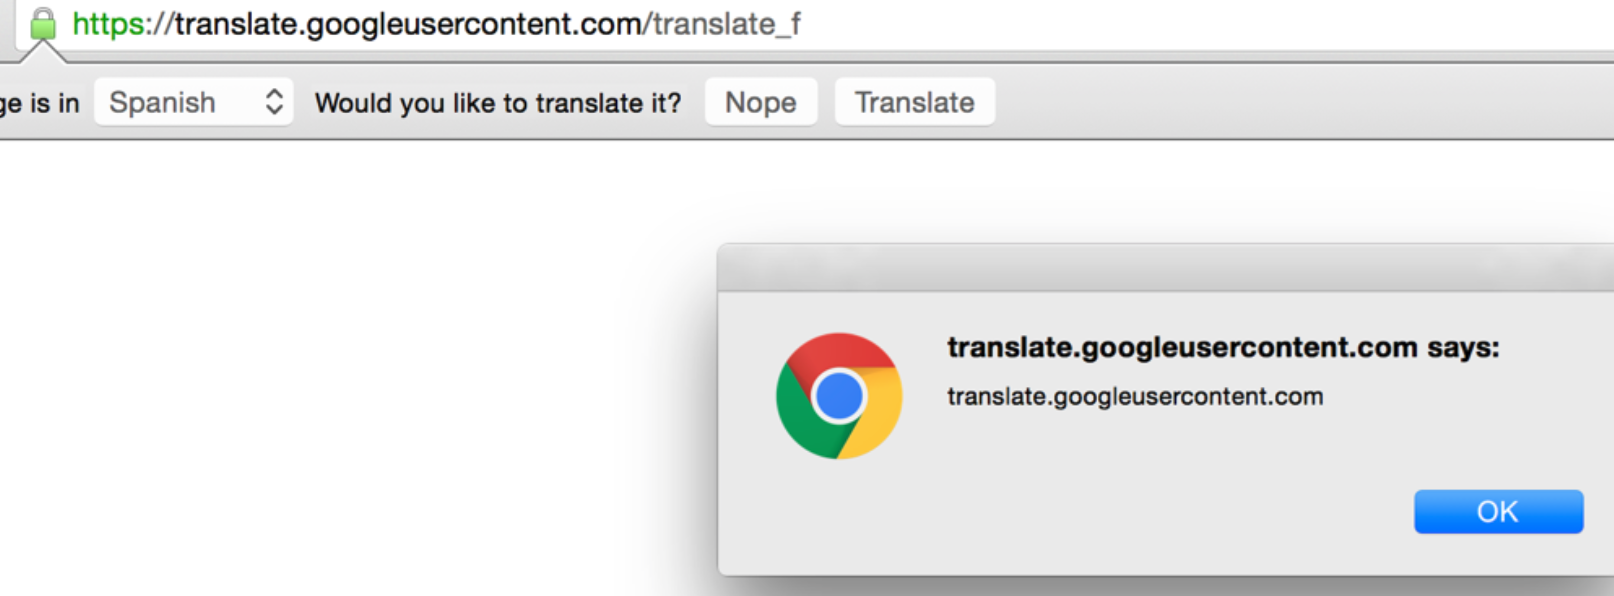 https://translate.googleusercontent.com/translate_f
ge is in Spanish Would you like to translate it? Nope Translate
translate.googleusercontent.com says:
translate.googleusercontent.com
OK